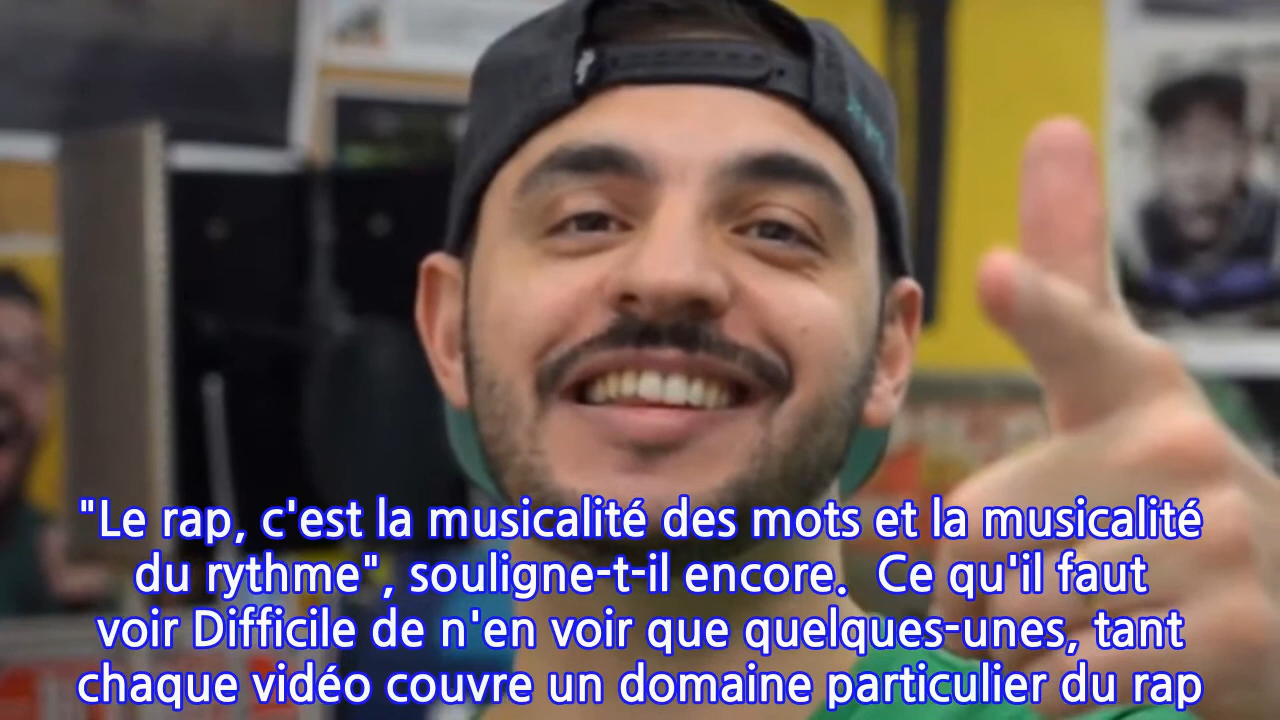 "Le rap, c'est la musicalité des mots et la musicalité
du rythme", souligne-t-il encore.  Ce qu'il faut
voir Difficile de n'en voir que quelques-unes, tant
chaque vidéo couvre un domaine particulier du rap